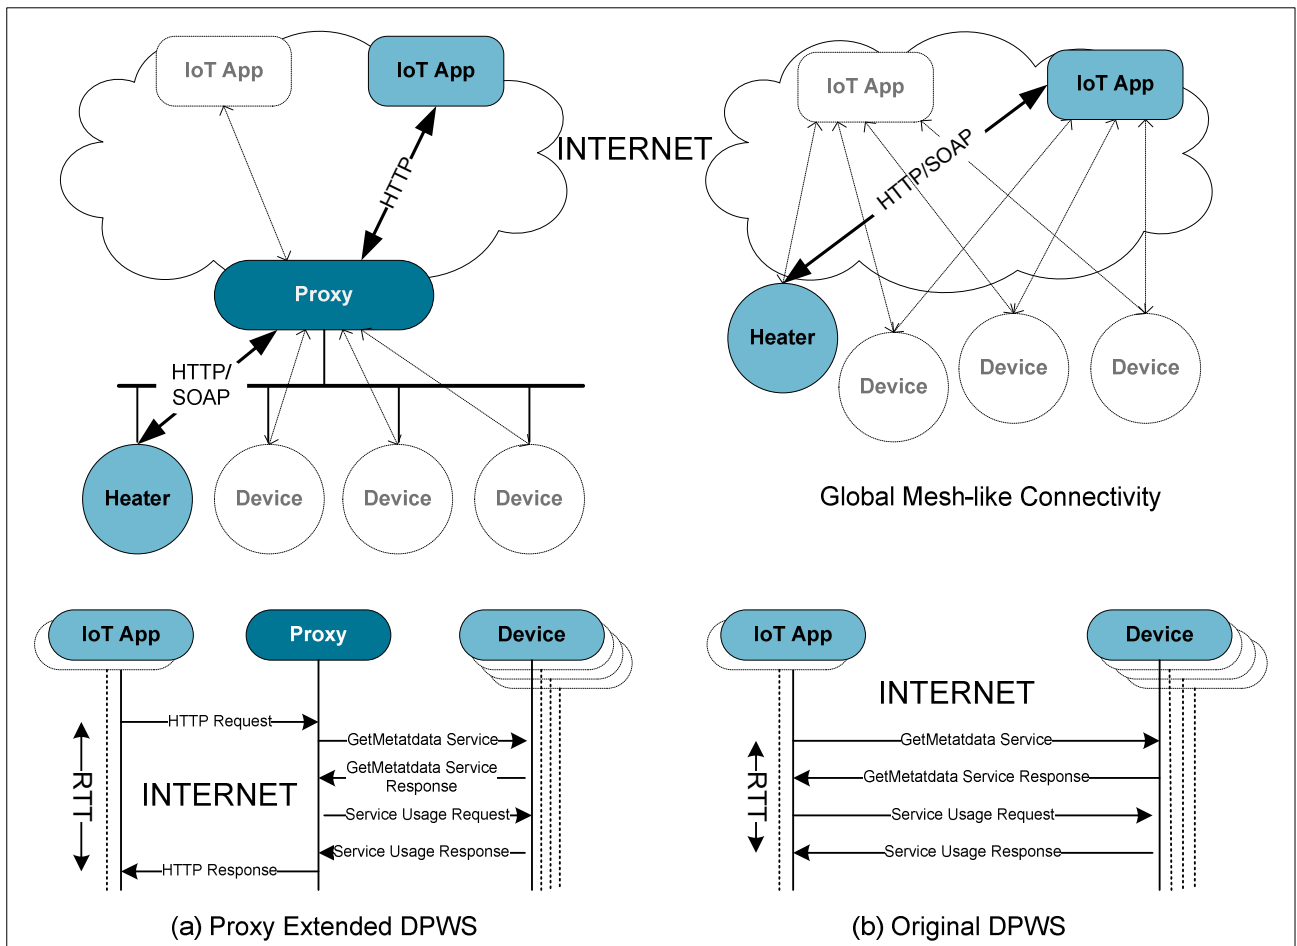 IoT App
IoT App
HTTP
INTERNET
Proxy
HTTP/
SOAP
Heater
Device
Device
Device
IoT App
IoT App
HTTP/SOAP
Heater
Device
Device
Device
Global Mesh-like Connectivity
IoT App
Proxy
Device
HTTP Request
GetMetatdata Service
GetMetatdata Service
Response
RTT
INTERNET
Service Usage Request
Service Usage Response
HTTP Response
(a) Proxy Extended DPWS
IoT App
Device
INTERNET
GetMetatdata Service
GetMetatdata Service Response
RTT
Service Usage Request
Service Usage Response
(b) Original DPWS